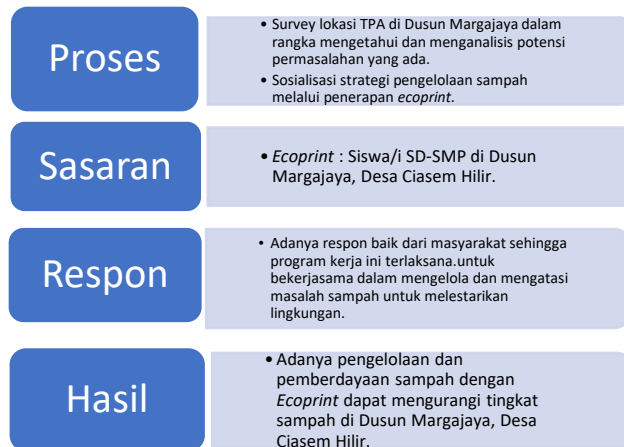 Proses
• Survey lokasi TPA di Dusun Margajaya dalam
rangka mengetahui dan menganalisis potensi
permasalahan yang ada.
• Sosialisasi strategi pengelolaan sampah
melalui penerapan ecoprint.
Sasaran
• Ecoprint : Siswa/i SD-SMP di Dusun
Margajaya, Desa Ciasem Hilir.
Respon
• Adanya respon baik dari masyarakat sehingga
program kerja ini terlaksana.untuk
bekerjasama dalam mengelola dan mengatasi
masalah sampah untuk melestarikan
lingkungan.
Hasil
• Adanya pengelolaan dan
pemberdayaan sampah dengan
Ecoprint dapat mengurangi tingkat
sampah di Dusun Margajaya, Desa
Ciasem Hilir.